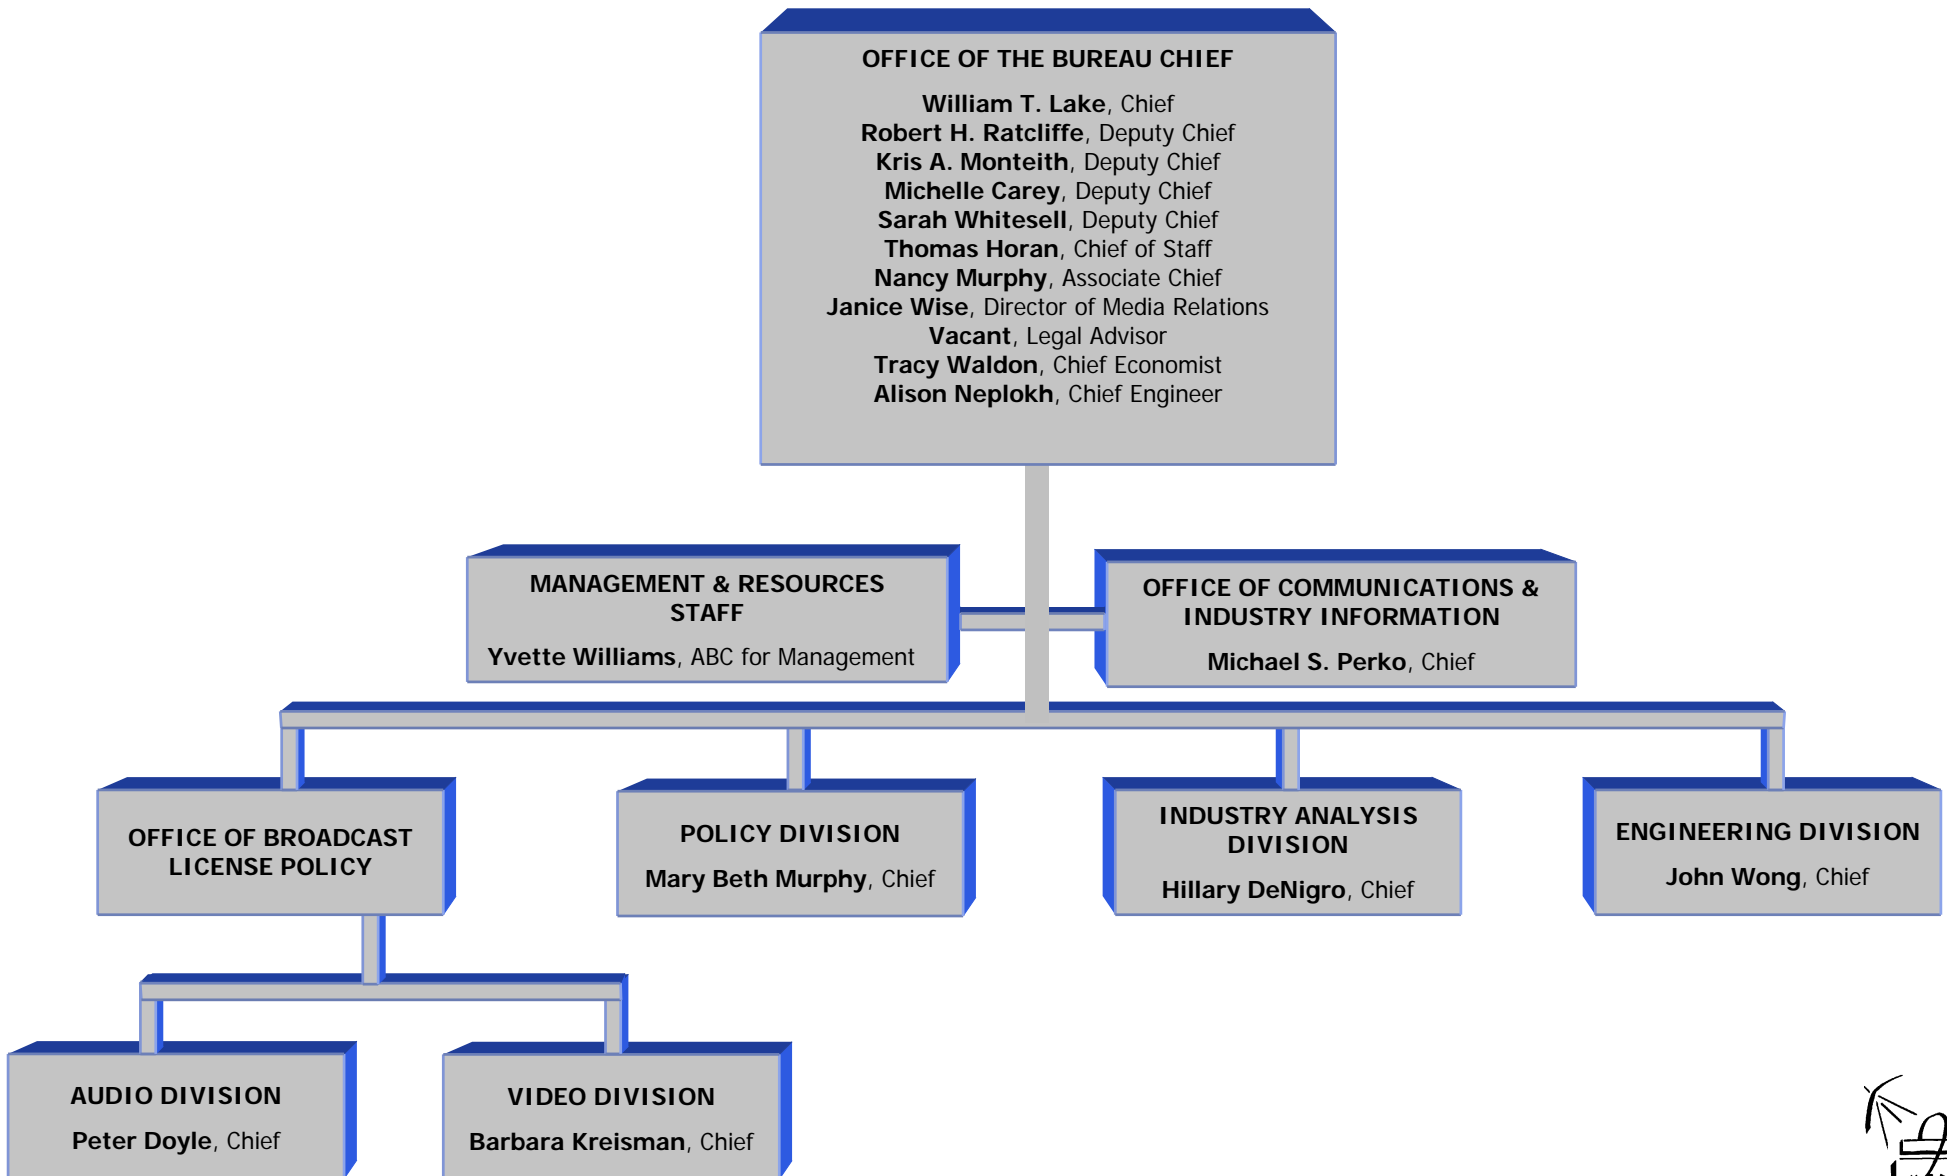 OFFICE OF THE BUREAU CHIEF
William T. Lake, Chief
Robert H. Ratcliffe, Deputy Chief
Kris A. Monteith, Deputy Chief
Michelle Carey, Deputy Chief
Sarah Whitesell, Deputy Chief
Thomas Horan, Chief of Staff
Nancy Murphy, Associate Chief
Janice Wise, Director of Media Relations
Vacant, Legal Advisor
Tracy Waldon, Chief Economist
Alison Neplokh, Chief Engineer
MANAGEMENT & RESOURCES
STAFF
Yvette Williams, ABC for Management
OFFICE OF COMMUNICATIONS &
INDUSTRY INFORMATION
Michael S. Perko, Chief
OFFICE OF BROADCAST
LICENSE POLICY
POLICY DIVISION
Mary Beth Murphy, Chief
INDUSTRY ANALYSIS
DIVISION
Hillary DeNigro, Chief
ENGINEERING DIVISION
John Wong, Chief
AUDIO DIVISION
Peter Doyle, Chief
VIDEO DIVISION
Barbara Kreisman, Chief